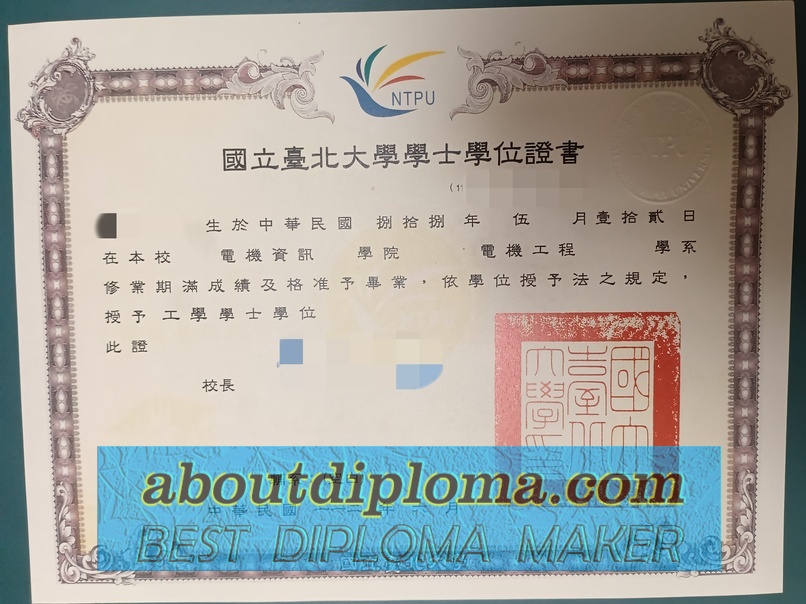 NTPU
國立臺北大學學士學位證書
(11
生於中華民國 捌拾捌 年 伍 月壹拾貳日
在本校 電機資訊 學院 電機工程 學系
修業期滿成績及格准予畢業，依學位授予法之規定，
授予工學學士學位
此證
校長
aboutdiploma.com
中華民國 年 月
BEST DIPLOMA MAKER